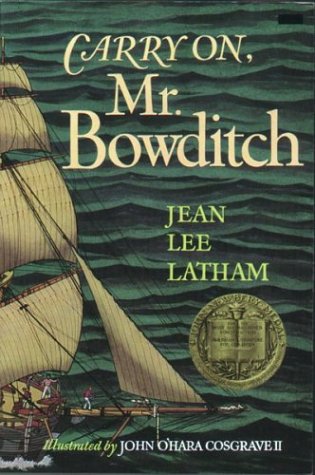 CARRY ON,
Mr.
Bowditch
JEAN
LEE
LATHAM
Illustrated by JOHN O'HARA COSGRAVE II